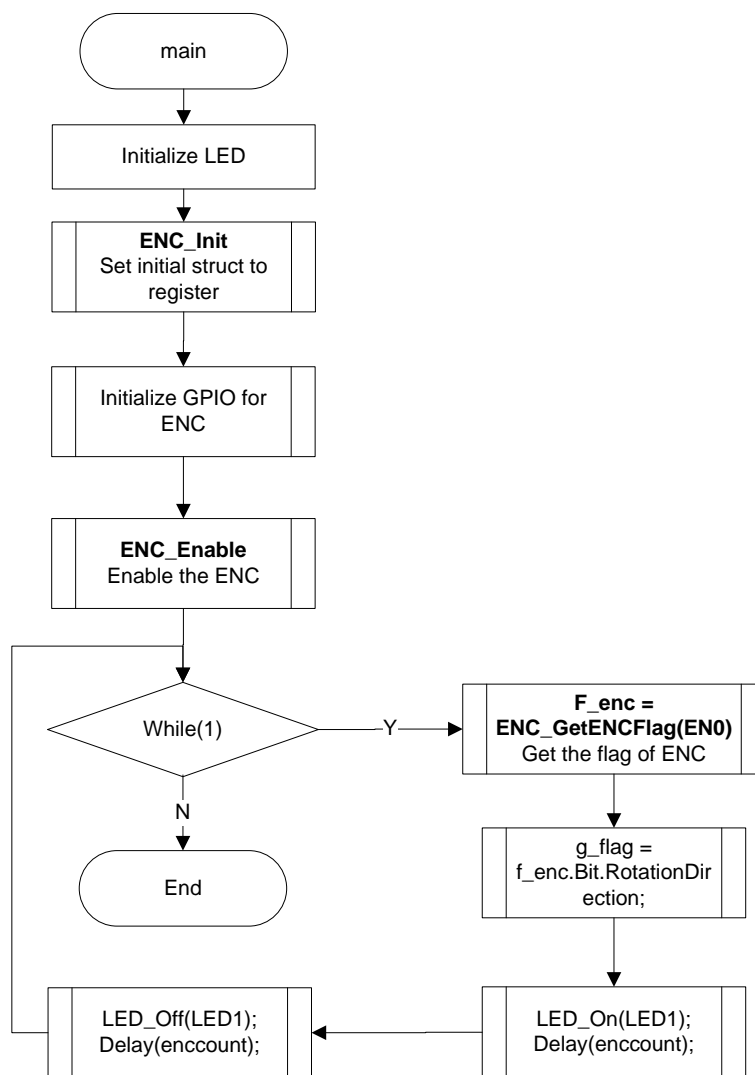 main
Initialize LED
ENC_Init
Set initial struct to
register
Initialize GPIO for
ENC
ENC_Enable
Enable the ENC
While(1)
Y
F_enc =
ENC_GetENCFlag(EN0)
Get the flag of ENC
N
g_flag =
f_enc.Bit.RotationDir
ection;
End
LED_On(LED1);
Delay(enccount);
LED_Off(LED1);
Delay(enccount);